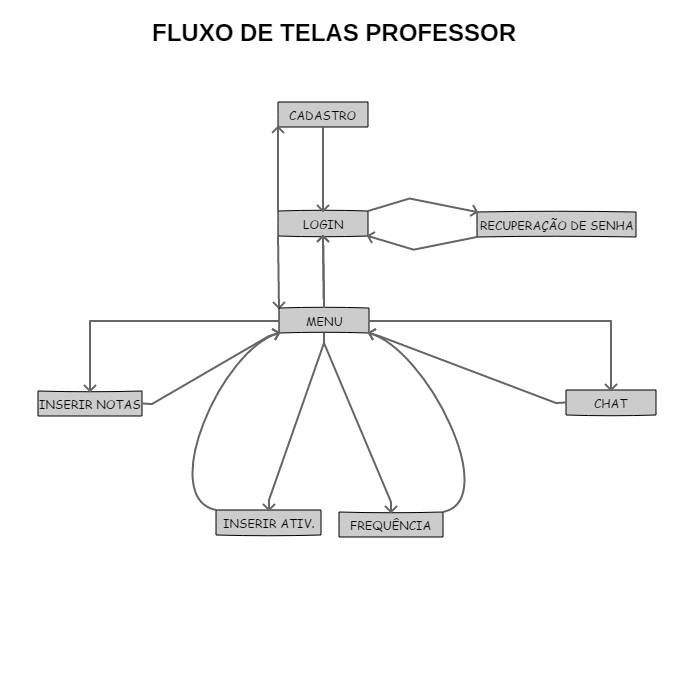 FLUXO DE TELAS PROFESSOR
CADASTRO
LOGIN
RECUPERAÇÃO DE SENHA
MENU
INSERIR NOTAS
CHAT
INSERIR ATIV.
FREQUÊNCIA